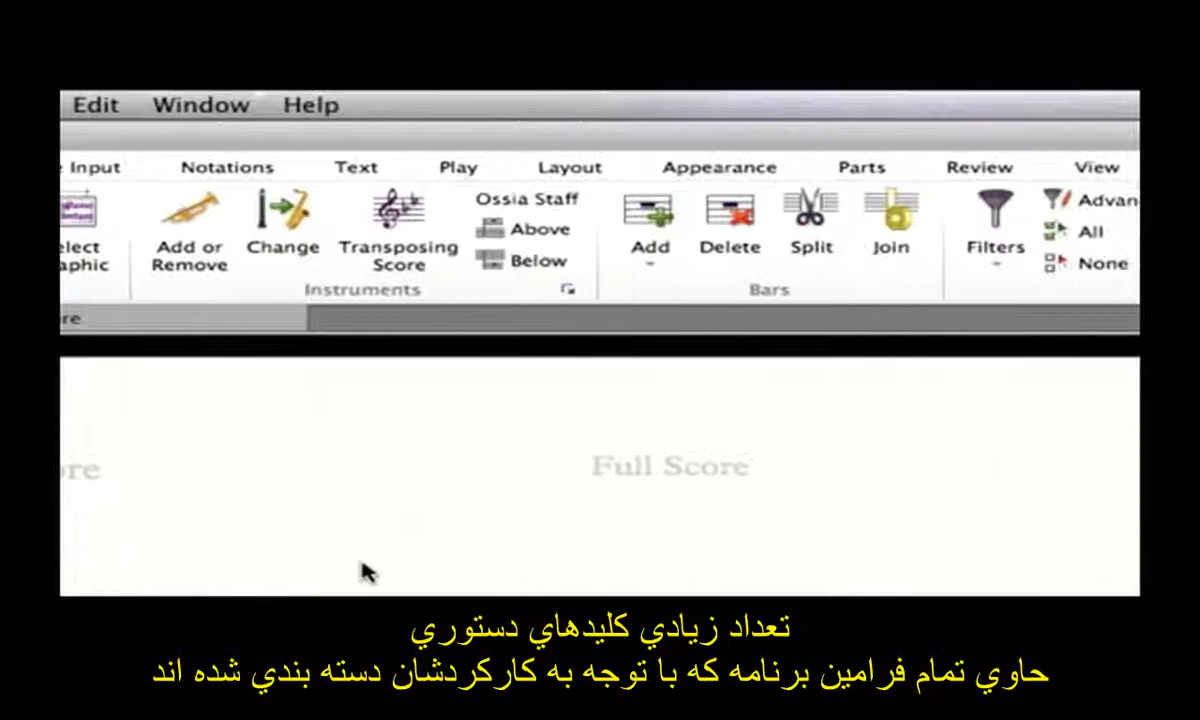 Edit Window Help
Input Notations Text Play Layout Appearance Parts Review View
Add or Remove Change Transposing Score Ossia Staff Above Below Add Delete Split Join Filters All None
Instruments Bars
Full Score
تعداد زيادي كليدهاي دستوري
حاوي تمام فرامين برنامه كه با توجه به كاركردشان دسته بندي شده اند